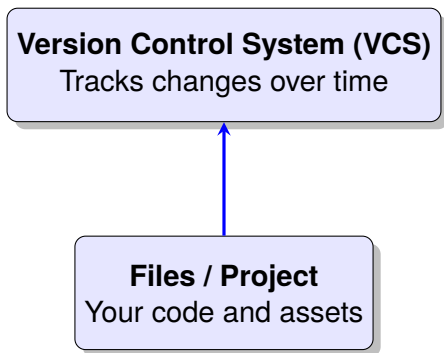 Version Control System (VCS)
Tracks changes over time
Files / Project
Your code and assets